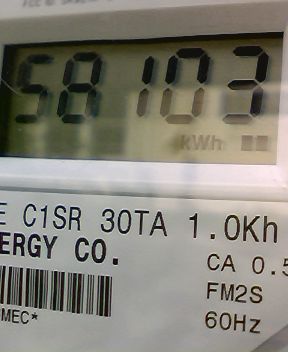 58103
kWh
E C1SR 30TA 1.0Kh
ERGY CO.
CA 0.5
FM2S
MEC*
60Hz